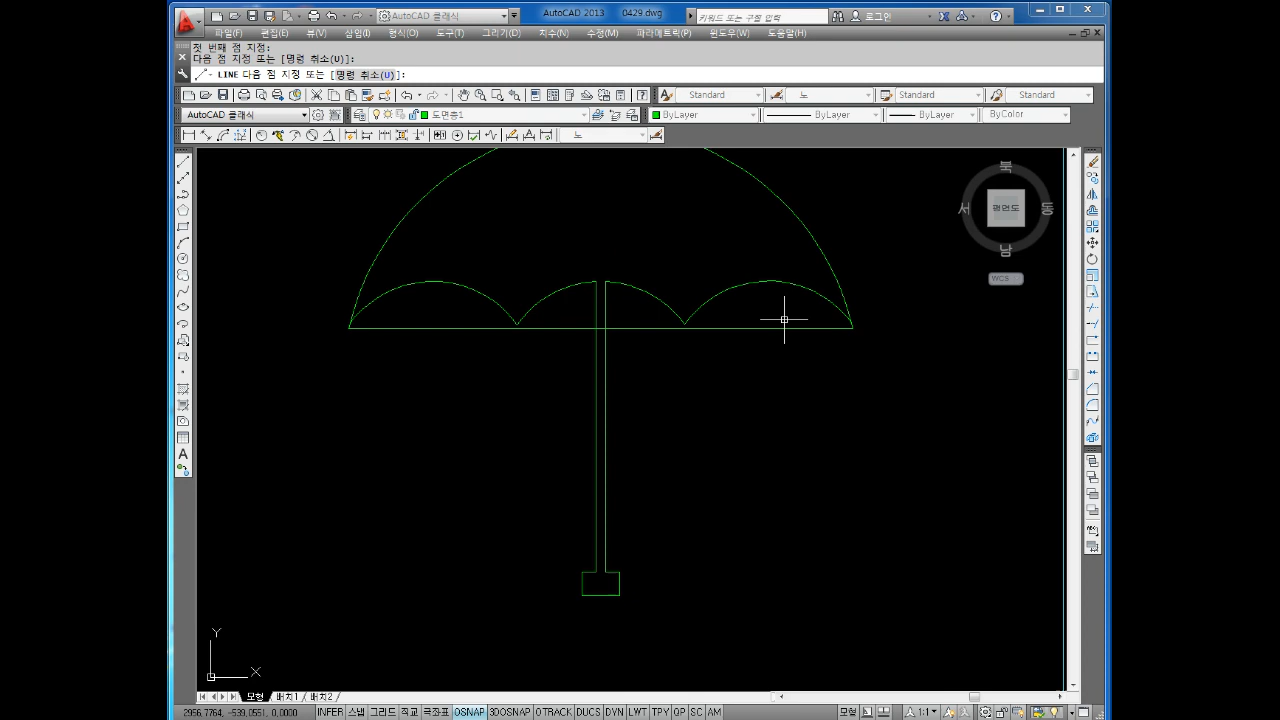 AutoCAD 클래식
AutoCAD 2013 0429.dwg
키워드 또는 구절 입력
로그인
파일(F) 편집(E) 뷰(V) 삽입(I) 형식(O) 도구(T) 그리기(D) 치수(N) 수정(M) 파라메트릭(P) 윈도우(W) 도움말(H)
첫 번째 점 지정:
다음 점 지정 또는 [명령 취소(U)]:
LINE 다음 점 지정 또는 [명령 취소(U)]:
Standard 노 Standard Standard
AutoCAD 클래식 도면층1 ByLayer ByLayer ByLayer ByColor
노
북
서 평면도 동
남
WCS
Y
X
모형 배치1 배치2
2956.7764, -539.0551, 0.0000 INFER 스냅 그리드 직교 극좌표 OSNAP 3DOSNAP OTRACK DUCS DYN LWT TPY QP SC AM 모형 1:1